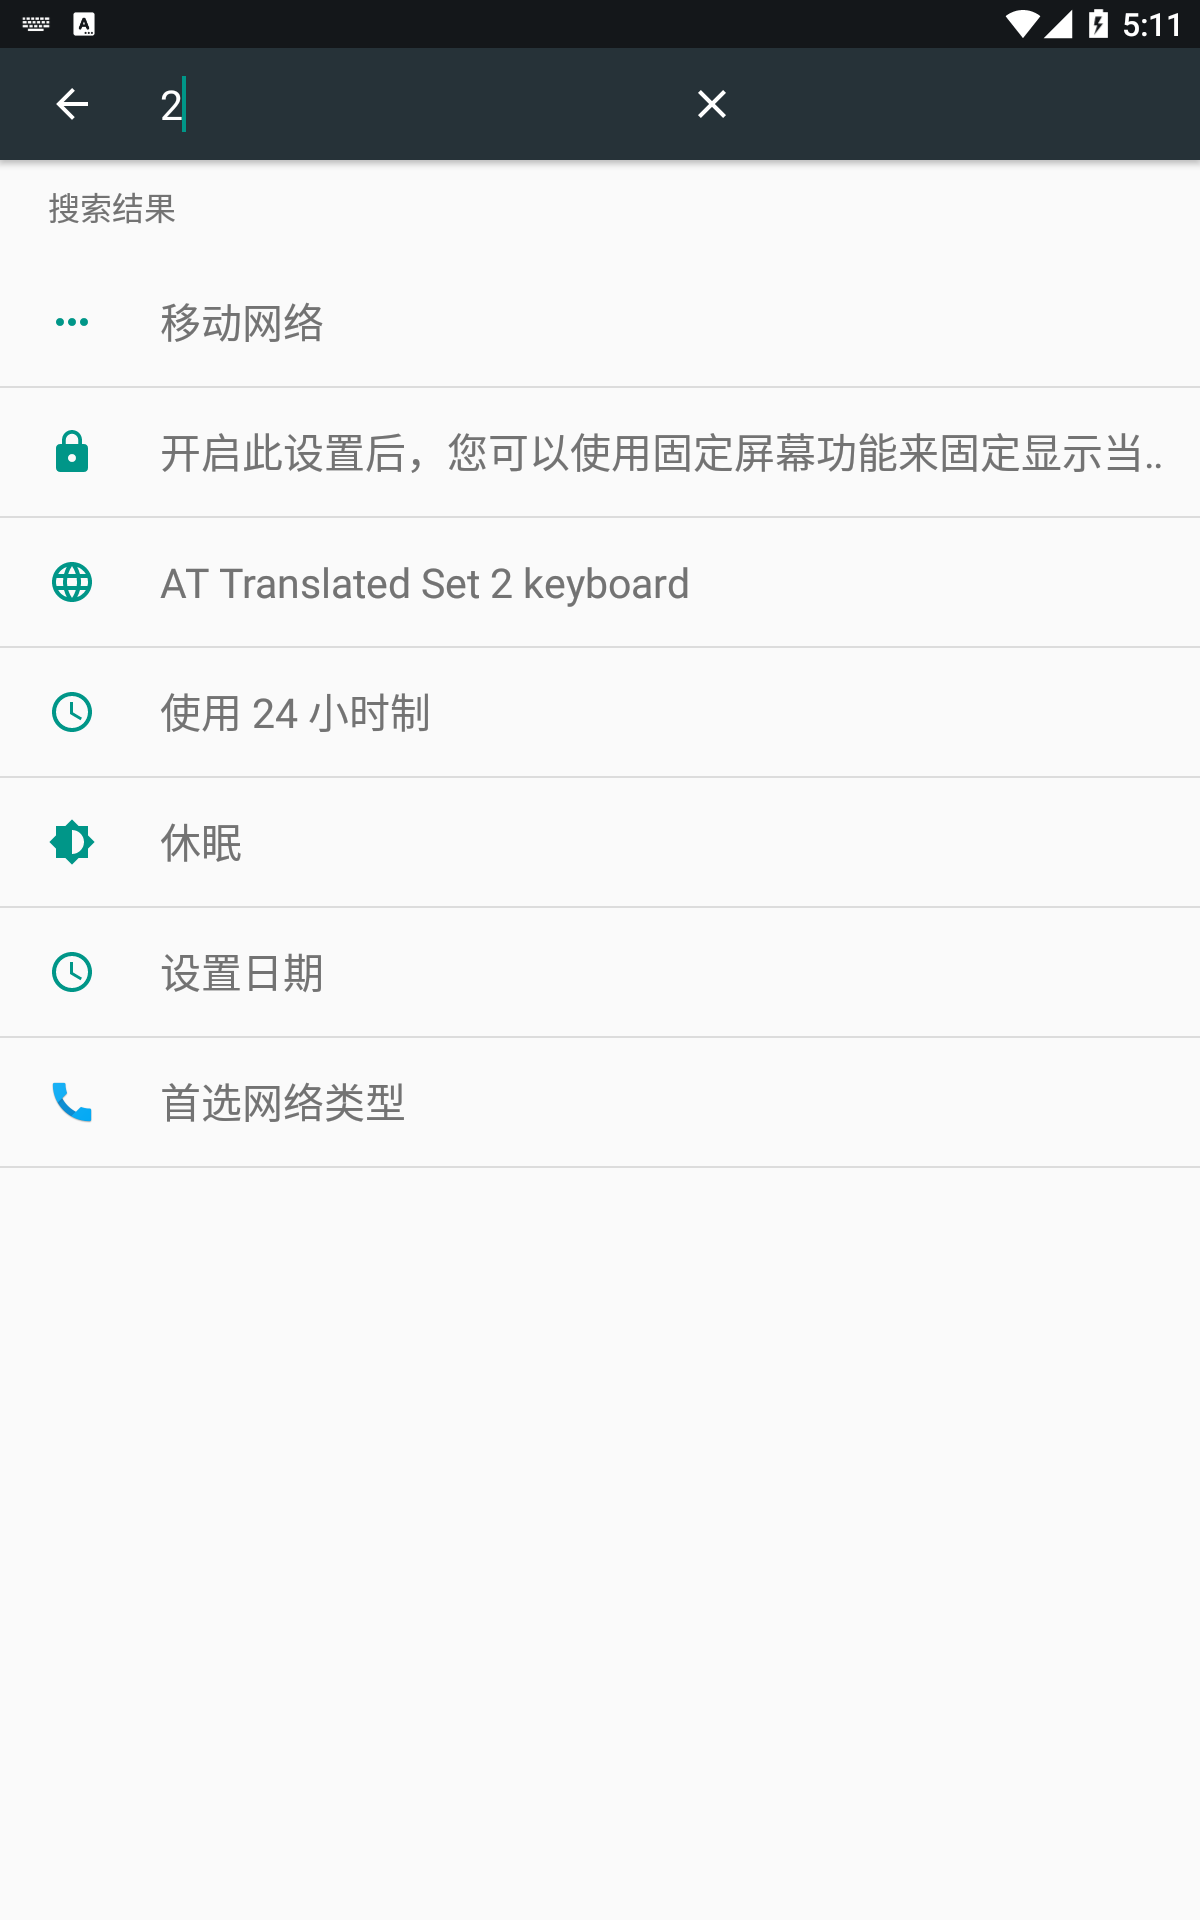 5:11
2
搜索结果
移动网络
开启此设置后，您可以使用固定屏幕功能来固定显示当..
AT Translated Set 2 keyboard
使用 24 小时制
休眠
设置日期
首选网络类型